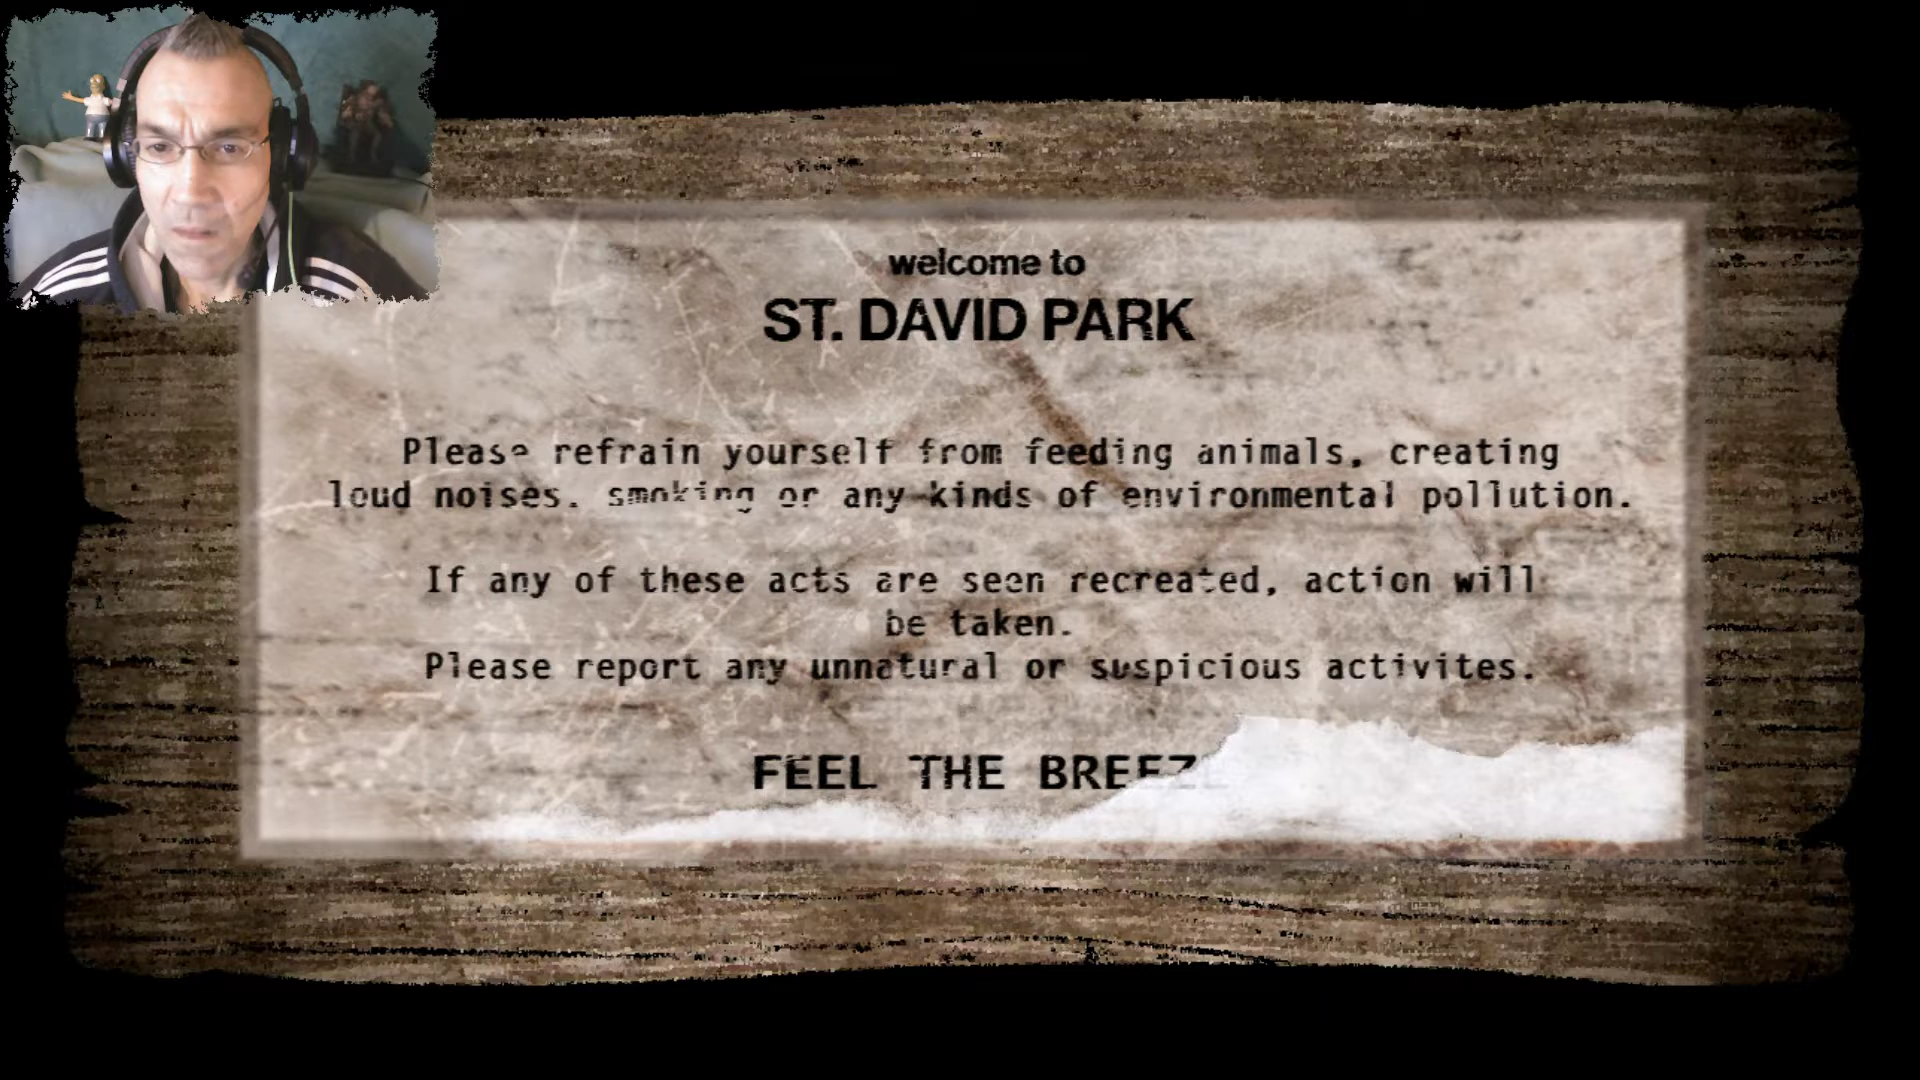 welcome to
ST. DAVID PARK
Please refrain yourself from feeding animals, creating
loud noises. smoking or any kinds of environmental pollution.
If any of these acts are seen recreated, action will
be taken.
Please report any unnatural or suspicious activites.
FEEL THE BREEZE